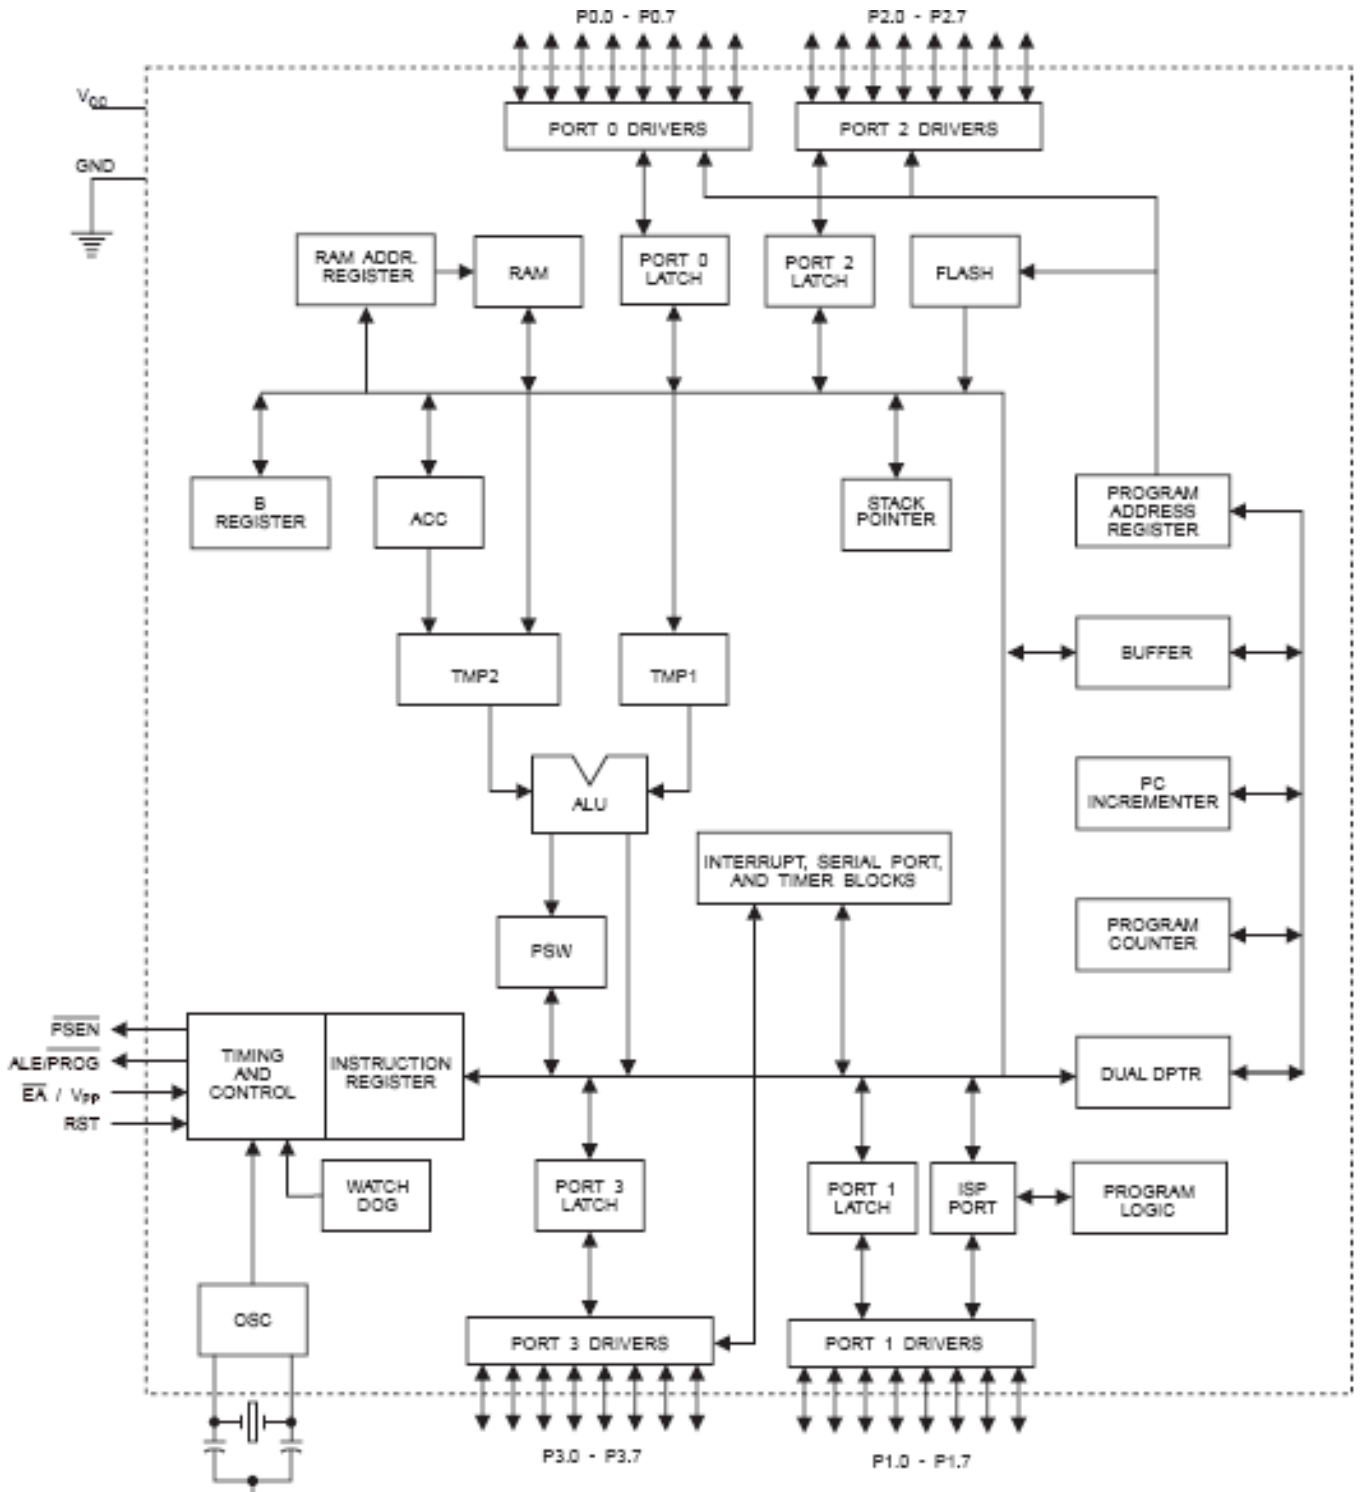 P0.0 - P0.7
P2.0 - P2.7
VCC
GND
PORT 0 DRIVERS
PORT 2 DRIVERS
RAM ADDR.
REGISTER
RAM
PORT 0
LATCH
PORT 2
LATCH
FLASH
B
REGISTER
ACC
STACK
POINTER
PROGRAM
ADDRESS
REGISTER
TMP2
TMP1
BUFFER
ALU
PC
INCREMENTER
INTERRUPT, SERIAL PORT,
AND TIMER BLOCKS
PSW
PROGRAM
COUNTER
PSEN
ALE/PROG
EA / VPP
RST
TIMING
AND
CONTROL
INSTRUCTION
REGISTER
DUAL DPTR
WATCH
DOG
PORT 3
LATCH
PORT 1
LATCH
ISP
PORT
PROGRAM
LOGIC
OSC
PORT 3 DRIVERS
PORT 1 DRIVERS
P3.0 - P3.7
P1.0 - P1.7